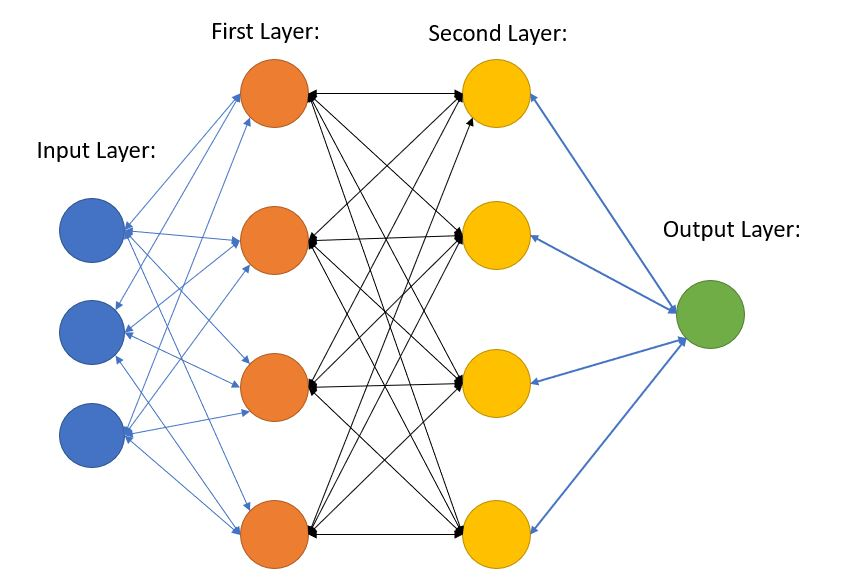 First Layer:
Second Layer:
Input Layer:
Output Layer: